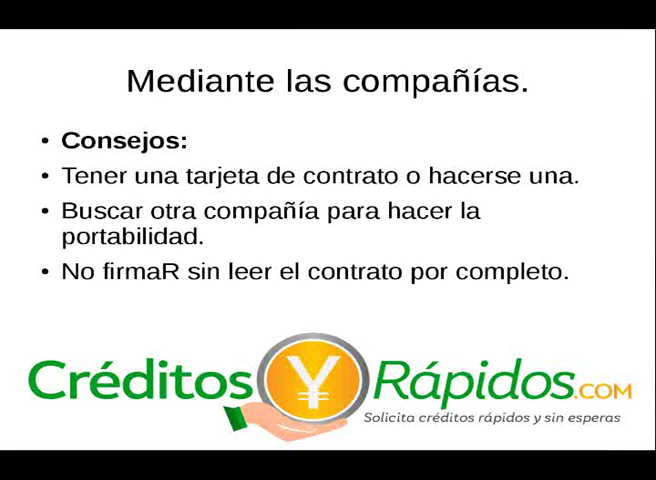 Mediante las compañías.
• Consejos:
• Tener una tarjeta de contrato o hacerse una.
• Buscar otra compañía para hacer la
portabilidad.
• No firmaR sin leer el contrato por completo.
Créditos Y Rápidos.COM
Solicita créditos rápidos y sin esperas